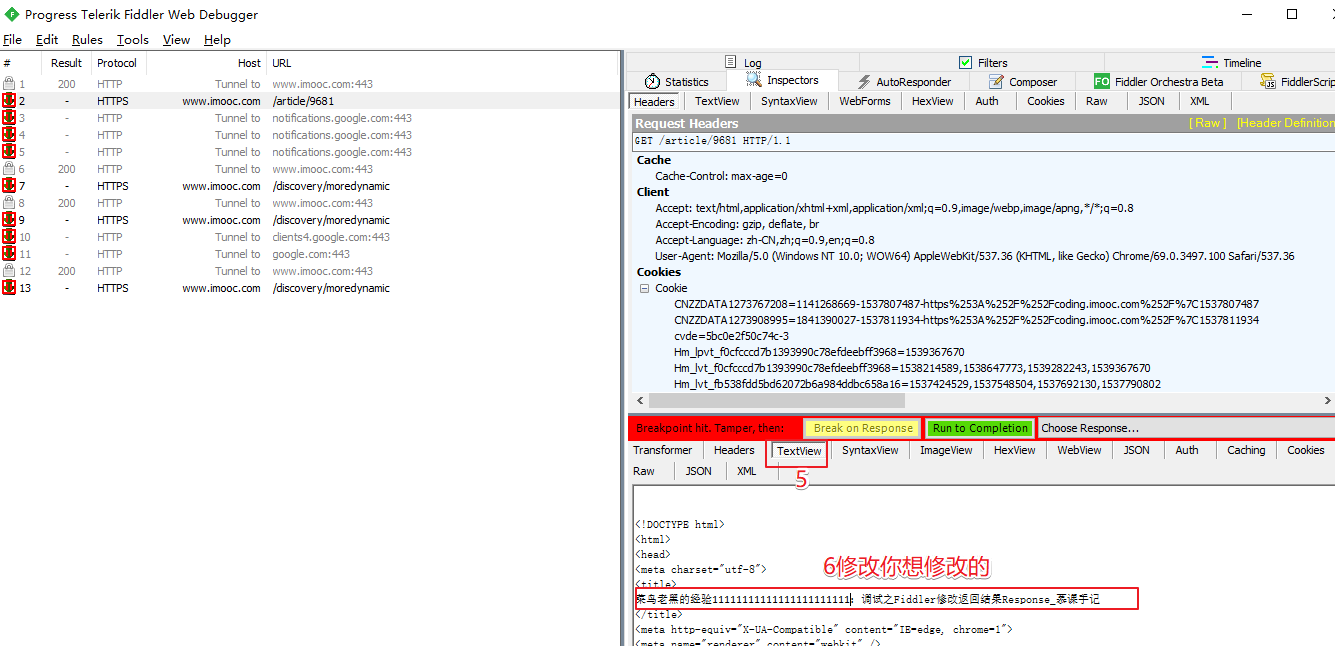 Progress Telerik Fiddler Web Debugger
File Edit Rules Tools View Help
# Result Protocol Host URL
1 200 HTTP Tunnel to www.imooc.com:443
2 - HTTPS www.imooc.com /article/9681
3 - HTTP Tunnel to notifications.google.com:443
4 - HTTP Tunnel to notifications.google.com:443
5 - HTTP Tunnel to notifications.google.com:443
6 200 HTTP Tunnel to www.imooc.com:443
7 - HTTPS www.imooc.com /discovery/moredynamic
8 200 HTTP Tunnel to www.imooc.com:443
9 - HTTPS www.imooc.com /discovery/moredynamic
10 - HTTP Tunnel to clients4.google.com:443
11 - HTTP Tunnel to google.com:443
12 200 HTTP Tunnel to www.imooc.com:443
13 - HTTPS www.imooc.com /discovery/moredynamic
Log Filters Timeline
Statistics Inspectors AutoResponder Composer FO Fiddler Orchestra Beta FiddlerScrip
Headers TextView SyntaxView WebForms HexView Auth Cookies Raw JSON XML
Request Headers [ Raw ] [Header Definition
GET /article/9681 HTTP/1.1
Cache
Cache-Control: max-age=0
Client
Accept: text/html,application/xhtml+xml,application/xml;q=0.9,image/webp,image/apng,*/*;q=0.8
Accept-Encoding: gzip, deflate, br
Accept-Language: zh-CN,zh;q=0.9,en;q=0.8
User-Agent: Mozilla/5.0 (Windows NT 10.0; WOW64) AppleWebKit/537.36 (KHTML, like Gecko) Chrome/69.0.3497.100 Safari/537.36
Cookies
Cookie
CNZZDATA1273767208=1141268669-1537807487-https%253A%252F%252Fcoding.imooc.com%252F%7C1537807487
CNZZDATA1273908995=1841390027-1537811934-https%253A%252F%252Fcoding.imooc.com%252F%7C1537811934
cvde=5bc0e2f50c74c-3
Hm_lpvt_f0cfcccd7b1393990c78efdeebff3968=1539367670
Hm_lvt_f0cfcccd7b1393990c78efdeebff3968=1538214589,1538647773,1539282243,1539367670
Hm_lvt_fb538fdd5bd62072b6a984ddbc658a16=1537424529,1537548504,1537692130,1537790802
Breakpoint hit. Tamper, then: Break on Response Run to Completion Choose Response...
Transformer Headers TextView SyntaxView ImageView HexView WebView JSON Auth Caching Cookies
Raw JSON XML
5
<!DOCTYPE html>
<html>
<head>
<meta charset="utf-8">
6修改你想修改的
<title>
菜鸟老黑的经验11111111111111111111111: 调试之Fiddler修改返回结果Response_慕课手记
</title>
<meta http-equiv="X-UA-Compatible" content="IE=edge, chrome=1">
<meta name="renderer" content="webkit" />